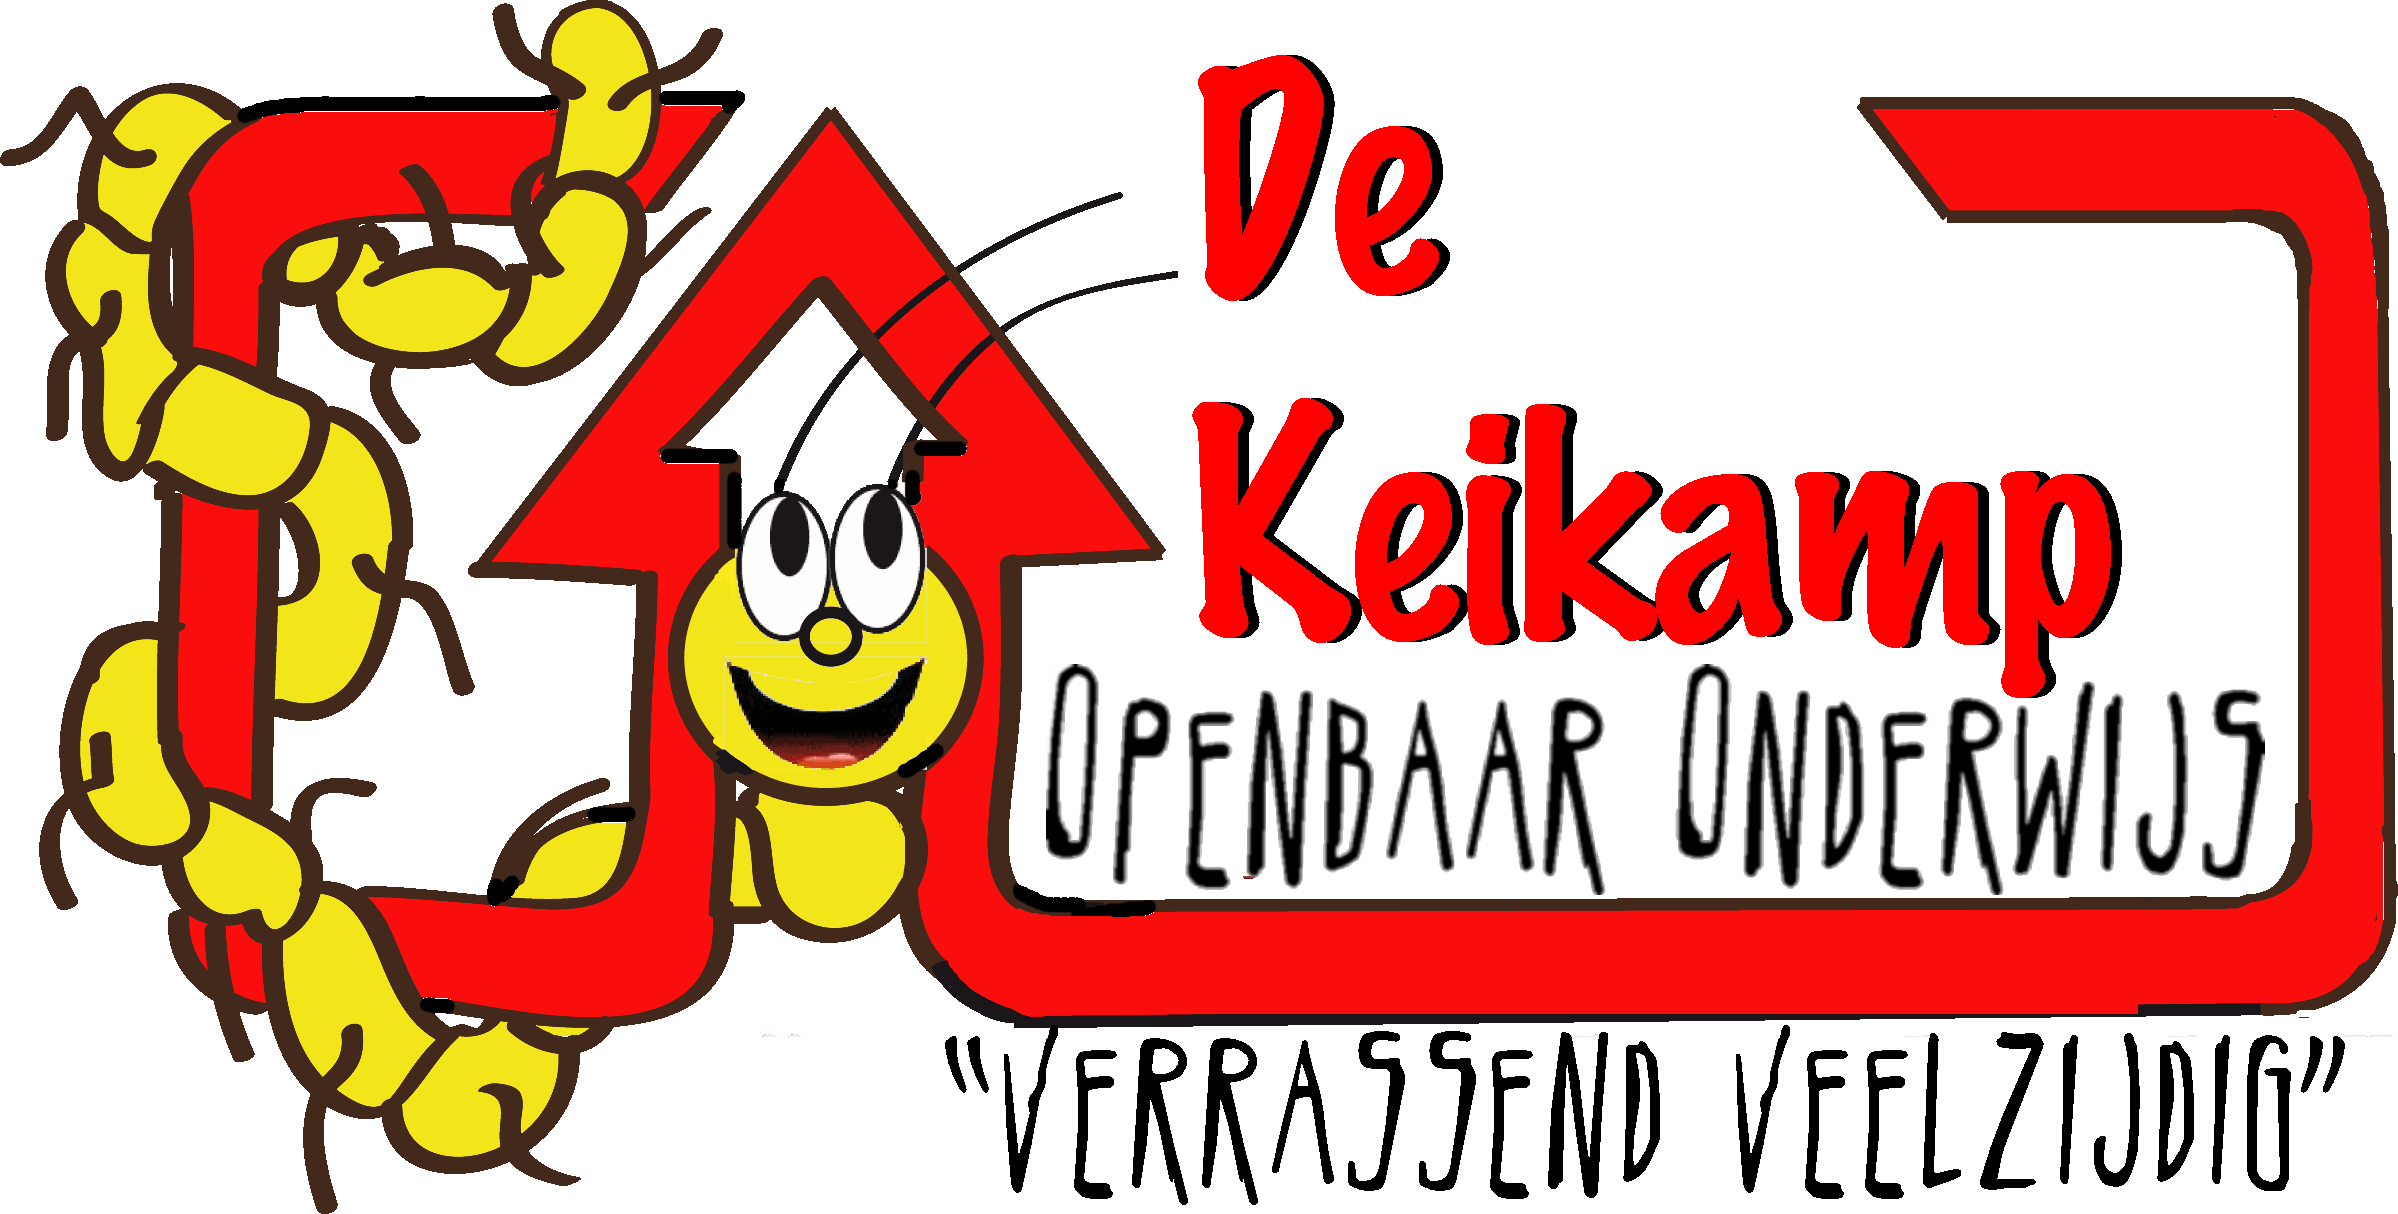 De
Keikamp
OPENBAAR ONDERWIJS
"VERRASSEND VEELZIJDIG"